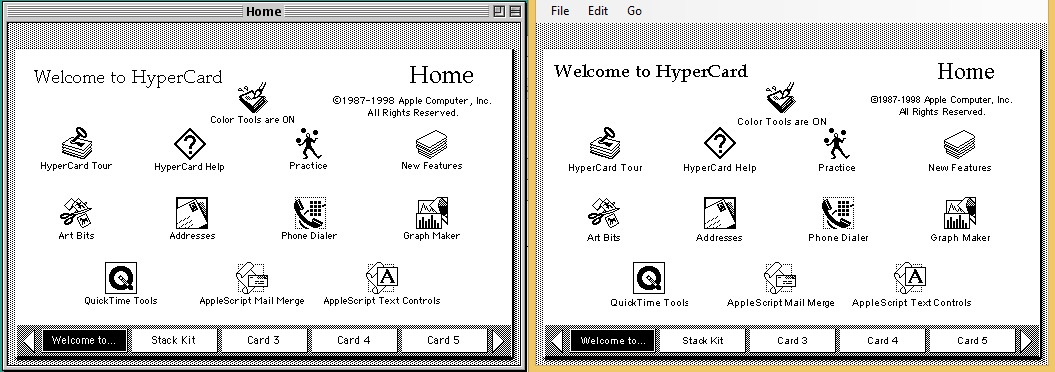 Home
Welcome to HyperCard
Home
©1987-1998 Apple Computer, Inc.
All Rights Reserved.
Color Tools are ON
HyperCard Tour
HyperCard Help
Practice
New Features
Art Bits
Addresses
Phone Dialer
Graph Maker
QuickTime Tools
AppleScript Mail Merge
AppleScript Text Controls
Welcome to...
Stack Kit
Card 3
Card 4
Card 5
File Edit Go
Welcome to HyperCard
Home
©1987-1998 Apple Computer, Inc.
All Rights Reserved.
Color Tools are ON
HyperCard Tour
HyperCard Help
Practice
New Features
Art Bits
Addresses
Phone Dialer
Graph Maker
QuickTime Tools
AppleScript Mail Merge
AppleScript Text Controls
Welcome to...
Stack Kit
Card 3
Card 4
Card 5